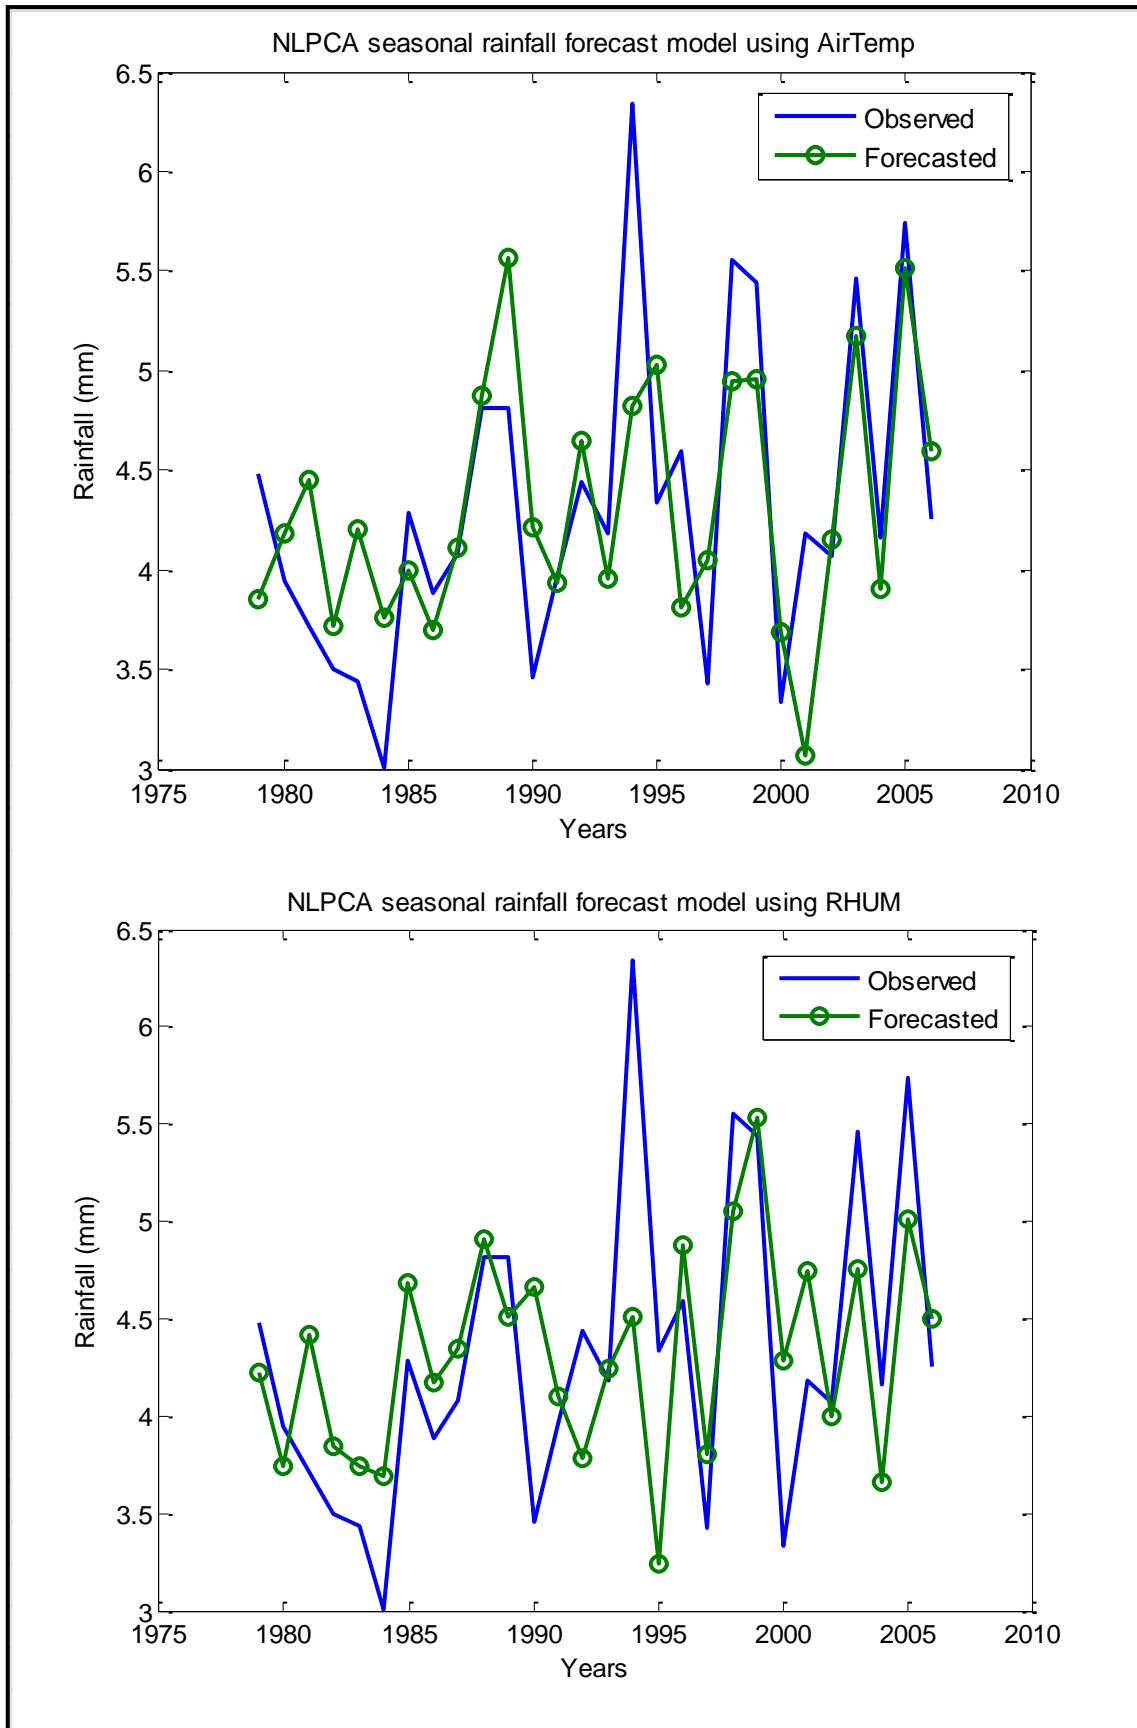 NLPCA seasonal rainfall forecast model using AirTemp
6.5
6
5.5
5
4.5
4
3.5
3
Rainfall (mm)
Observed
Forecasted
1975 1980 1985 1990 1995 2000 2005 2010
Years
NLPCA seasonal rainfall forecast model using RHUM
6.5
6
5.5
5
4.5
4
3.5
3
Rainfall (mm)
Observed
Forecasted
1975 1980 1985 1990 1995 2000 2005 2010
Years